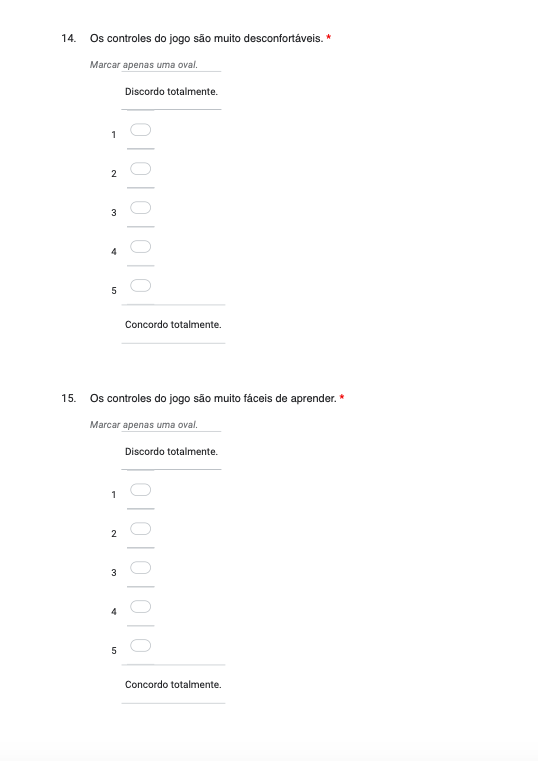 14. Os controles do jogo são muito desconfortáveis. *
Marcar apenas uma oval.
Discordo totalmente.
1
2
3
4
5
Concordo totalmente.
15. Os controles do jogo são muito fáceis de aprender. *
Marcar apenas uma oval.
Discordo totalmente.
1
2
3
4
5
Concordo totalmente.